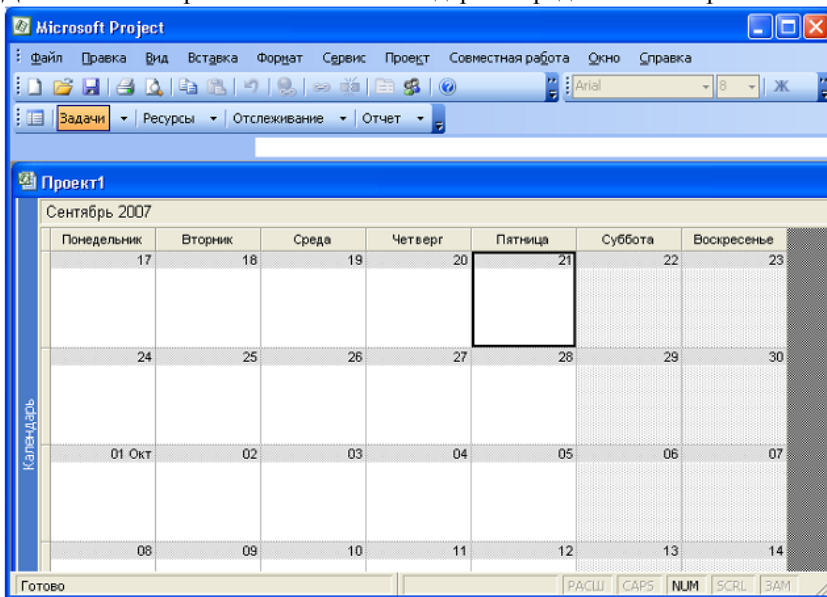 Microsoft Project
Файл Правка Вид Вставка Формат Сервис Проект Совместная работа Окно Справка
Arial 8 Ж
Задачи Ресурсы Отслеживание Отчет
Проект1
Сентябрь 2007
Понедельник Вторник Среда Четверг Пятница Суббота Воскресенье
17 18 19 20 21 22 23
24 25 26 27 28 29 30
Календарь
01 Окт 02 03 04 05 06 07
08 09 10 11 12 13 14
Готово РАСШ CAPS NUM SCRL ЗАМ